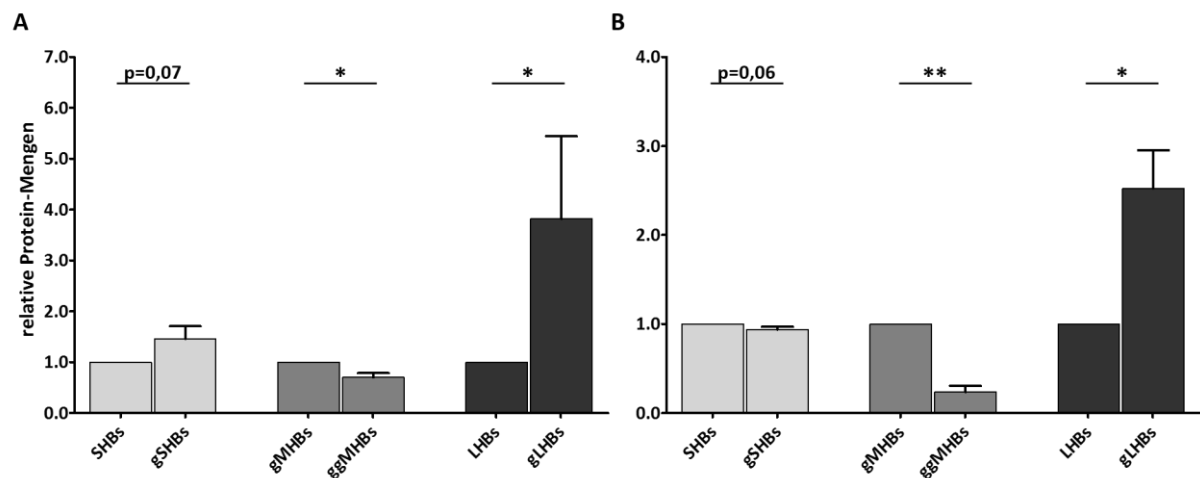 A
relative Protein-Mengen
7.0
6.0
5.0
4.0
3.0
2.0
1.0
0.0
p=0,07
*
*
SHBs
gSHBs
gMHBs
ggMHBs
LHBs
gLHBs
B
4.0
3.0
2.0
1.0
0.0
p=0,06
**
*
SHBs
gSHBs
gMHBs
ggMHBs
LHBs
gLHBs